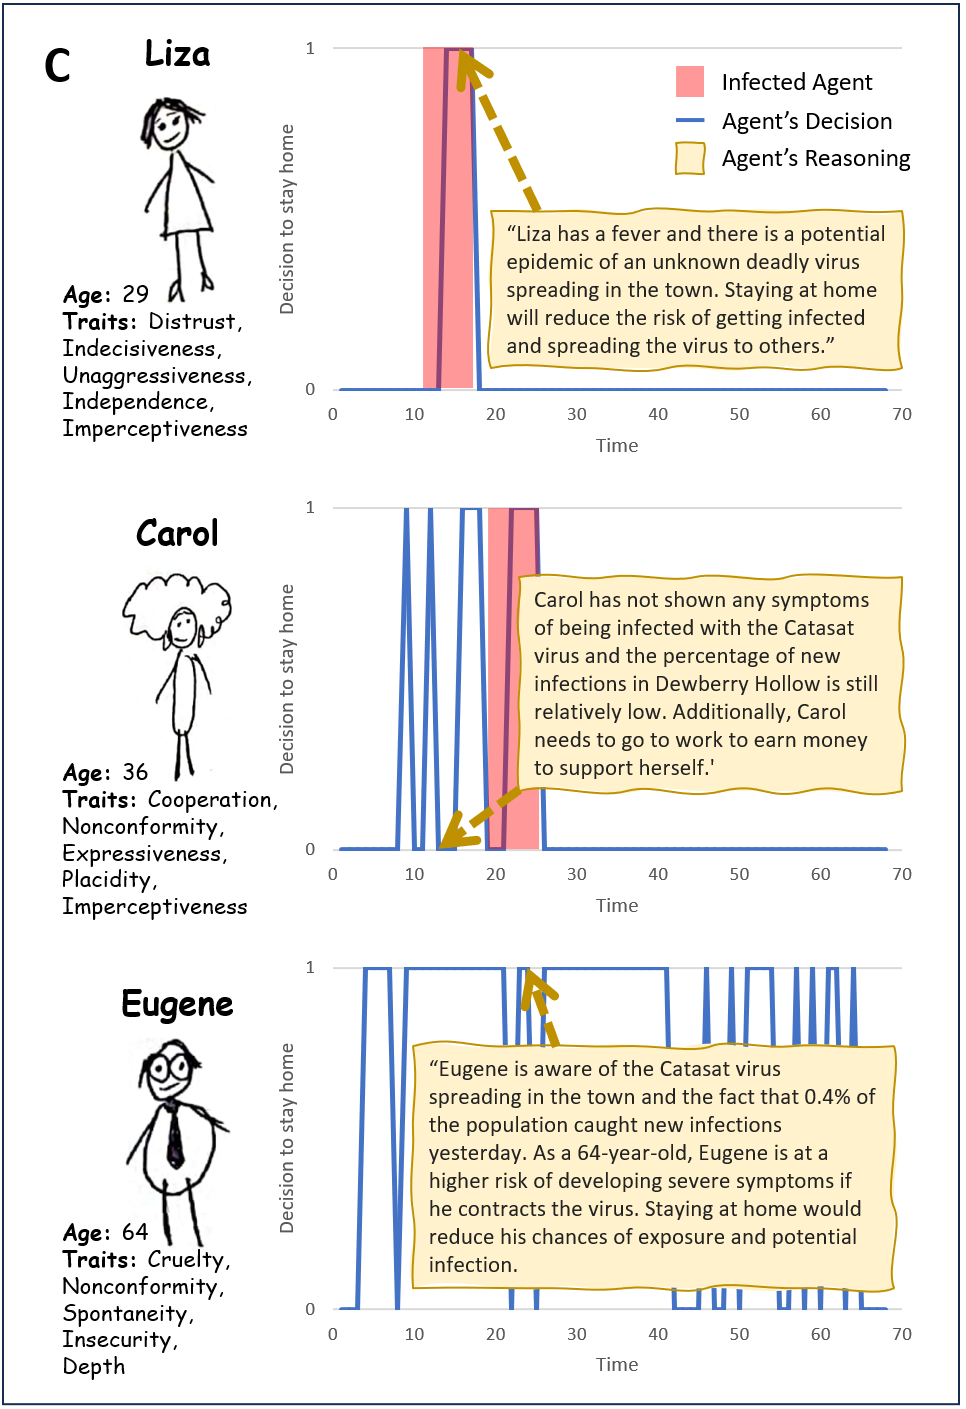 C
Liza
Age: 29
Traits: Distrust,
Indecisiveness,
Unaggressiveness,
Independence,
Imperceptiveness
Decision to stay home
1
0
0 10 20 30 40 50 60 70
Time
Infected Agent
Agent's Decision
Agent's Reasoning
“Liza has a fever and there is a potential
epidemic of an unknown deadly virus
spreading in the town. Staying at home
will reduce the risk of getting infected
and spreading the virus to others.”
Carol
Age: 36
Traits: Cooperation,
Nonconformity,
Expressiveness,
Placidity,
Imperceptiveness
Decision to stay home
1
0
0 10 20 30 40 50 60 70
Time
Carol has not shown any symptoms
of being infected with the Catasat
virus and the percentage of new
infections in Dewberry Hollow is still
relatively low. Additionally, Carol
needs to go to work to earn money
to support herself.'
Eugene
Age: 64
Traits: Cruelty,
Nonconformity,
Spontaneity,
Insecurity,
Depth
Decision to stay home
1
0
0 10 20 30 40 50 60 70
Time
“Eugene is aware of the Catasat virus
spreading in the town and the fact that 0.4% of
the population caught new infections
yesterday. As a 64-year-old, Eugene is at a
higher risk of developing severe symptoms if
he contracts the virus. Staying at home would
reduce his chances of exposure and potential
infection.